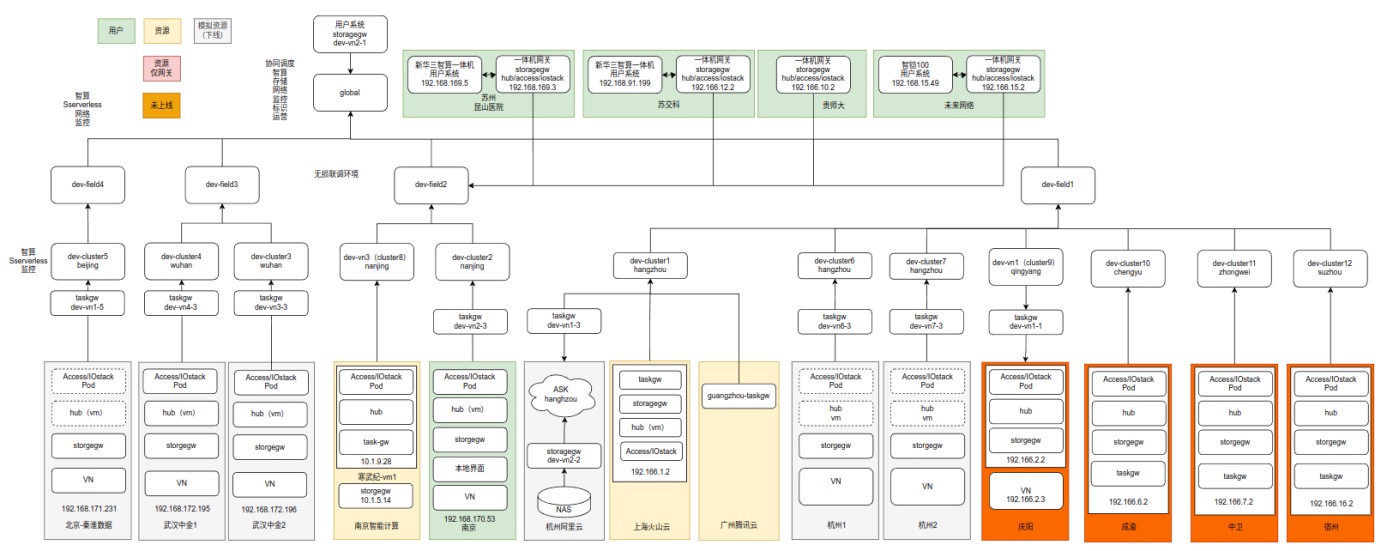 用户
资源
模拟资源
（下线）
资源
仅网关
未上线
智算
Sserverless
网络
监控
用户系统
storagegw
dev-vn2-1
协同调度
智算
存储
网络
监控
标识
运营
global
新华三智算一体机
用户系统
192.168.169.5
一体机网关
storagegw
hub/access/iostack
192.168.169.3
苏州
昆山医院
新华三智算一体机
用户系统
192.168.91.199
一体机网关
storagegw
hub/access/iostack
192.166.12.2
苏交科
一体机网关
storagegw
hub/access/iostack
192.166.10.2
贵师大
智铠100
用户系统
192.168.15.49
一体机网关
storagegw
hub/access/iostack
192.166.15.2
未来网络
dev-field4
dev-field3
无损联调环境
dev-field2
dev-field1
智算
Sserverless
监控
dev-cluster5
beijing
dev-cluster4
wuhan
dev-cluster3
wuhan
dev-vn3（cluster8）
nanjing
dev-cluster2
nanjing
dev-cluster1
hangzhou
dev-cluster6
hangzhou
dev-cluster7
hangzhou
dev-vn1（cluster9）
qingyang
dev-cluster10
chengyu
dev-cluster11
zhongwei
dev-cluster12
suzhou
taskgw
dev-vn1-5
taskgw
dev-vn4-3
taskgw
dev-vn3-3
taskgw
dev-vn2-3
taskgw
dev-vn1-3
taskgw
dev-vn6-3
taskgw
dev-vn7-3
taskgw
dev-vn1-1
Access/IOstack
Pod
hub（vm）
storgegw
VN
192.168.171.231
北京-秦淮数据
Access/IOstack
Pod
hub（vm）
storgegw
VN
192.168.172.195
武汉中金1
Access/IOstack
Pod
hub（vm）
storgegw
VN
192.168.172.196
武汉中金2
Access/IOstack
Pod
hub
task-gw
10.1.9.28
寒武纪-vm1
storgegw
10.1.5.14
南京智能计算
Access/IOstack
Pod
hub（vm）
storgegw
本地界面
VN
192.168.170.53
南京
ASK
hanghzou
storagegw
dev-vn2-2
NAS
杭州阿里云
taskgw
storagegw
hub（vm）
Access/IOstack
192.166.1.2
上海火山云
guangzhou-taskgw
广州腾讯云
Access/IOstack
Pod
hub
vm
storgegw
VN
杭州1
Access/IOstack
Pod
hub
vm
storgegw
VN
杭州2
Access/IOstack
Pod
hub
storgegw
192.166.2.2
VN
192.166.2.3
庆阳
Access/IOstack
Pod
hub
storgegw
taskgw
192.166.6.2
成渝
Access/IOstack
Pod
hub
storgegw
taskgw
192.166.7.2
中卫
Access/IOstack
Pod
hub
storgegw
taskgw
192.166.16.2
宿州